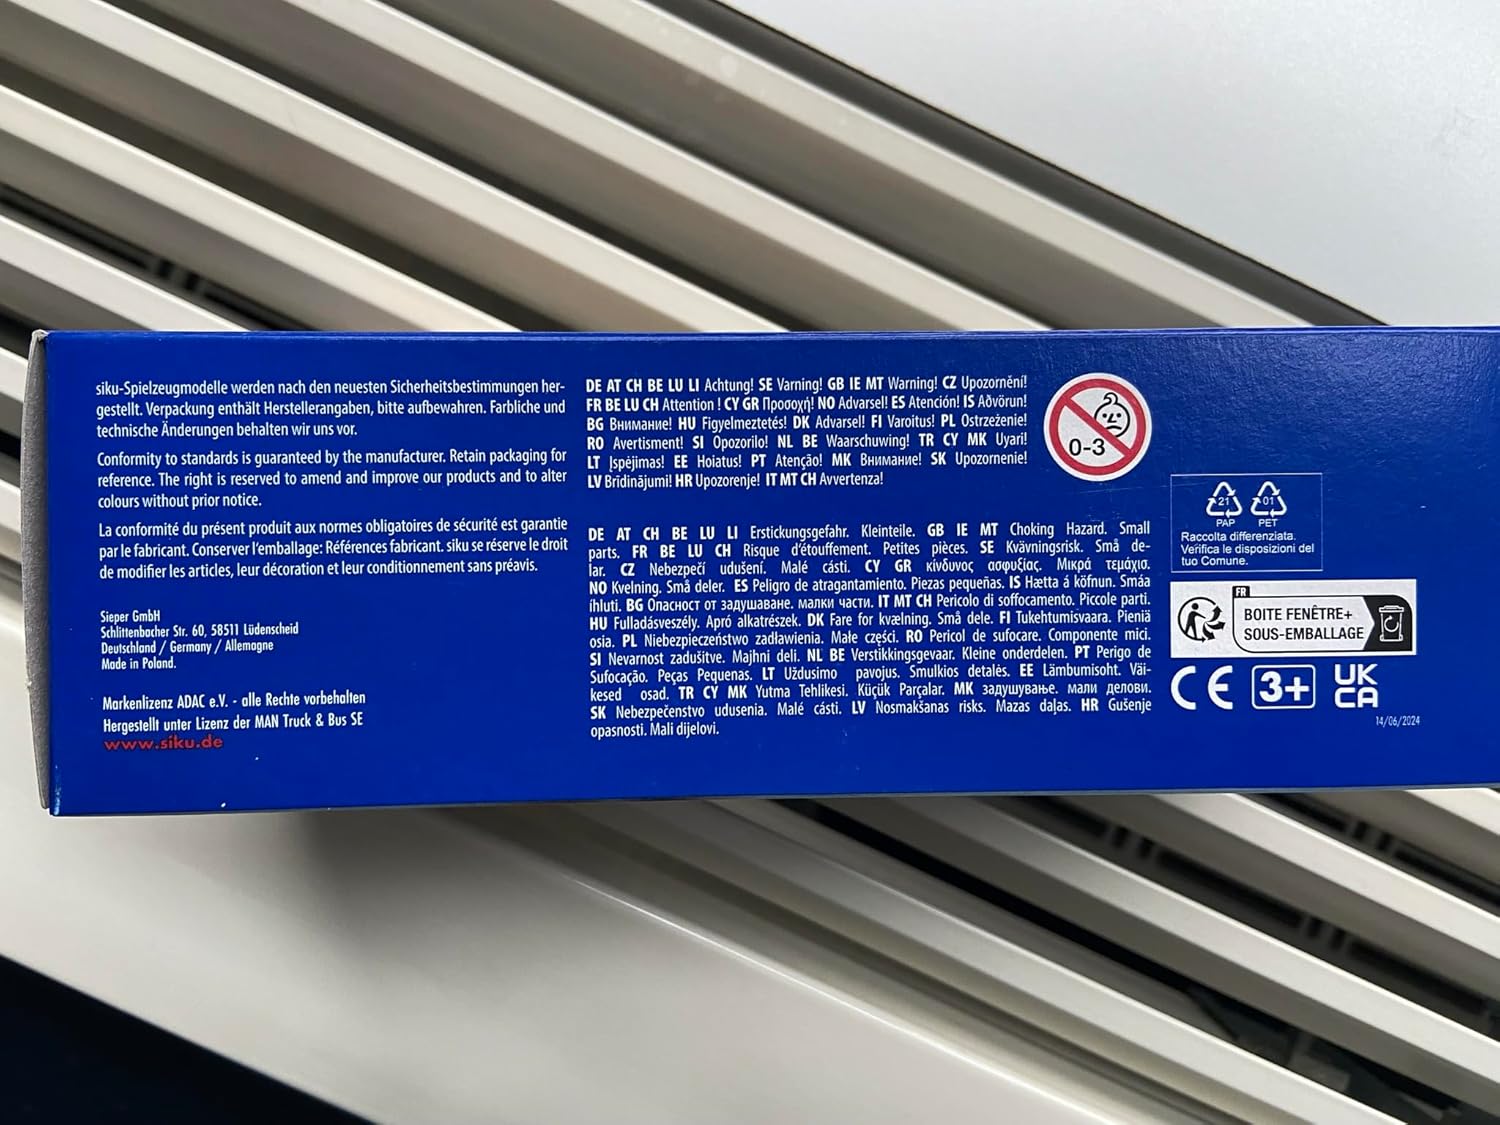 siku-Spielzeugmodelle werden nach den neuesten Sicherheitsbestimmungen her-
gestellt. Verpackung enthält Herstellerangaben, bitte aufbewahren. Farbliche und
technische Änderungen behalten wir uns vor.
Conformity to standards is guaranteed by the manufacturer. Retain packaging for
reference. The right is reserved to amend and improve our products and to alter
colours without prior notice.
La conformité du présent produit aux normes obligatoires de sécurité est garantie
par le fabricant. Conserver l'emballage: Références fabricant. siku se réserve le droit
de modifier les articles, leur décoration et leur conditionnement sans préavis.
Sieper GmbH
Schlittenbacher Str. 60, 58511 Lüdenscheid
Deutschland / Germany / Allemagne
Made in Poland.
Markenlizenz ADAC e.V. - alle Rechte vorbehalten
Hergestellt unter Lizenz der MAN Truck & Bus SE
www.siku.de
DE AT CH BE LU LI Achtung! SE Varning! GB IE MT Warning! CZ Upozornění!
FR BE LU CH Attention ! CY GR Προσοχή! NO Advarsel! ES Atención! IS Aðvörun!
BG Внимание! HU Figyelmeztetés! DK Advarsel! FI Varoitus! PL Ostrzeżenie!
RO Avertisment! SI Opozorilo! NL BE Waarschuwing! TR CY MK Uyari!
LT Įspėjimas! EE Hoiatus! PT Atenção! MK Внимание! SK Upozornenie!
LV Brīdinājumi! HR Upozorenje! IT MT CH Avvertenza!
0-3
DE AT CH BE LU LI Erstickungsgefahr. Kleinteile. GB IE MT Choking Hazard. Small
parts. FR BE LU CH Risque d'étouffement. Petites pièces. SE Kvävningsrisk. Små de-
lar. CZ Nebezpečí udušení. Malé cásti. CY GR κίνδυνος ασφυξίας. Μικρά τεμάχισ.
NO Kvelning. Små deler. ES Peligro de atragantamiento. Piezas pequeñas. IS Hætta á köfnun. Smáa
íhluti. BG Опасност от задушаване. малки части. IT MT CH Pericolo di soffocamento. Piccole parti.
HU Fulladásveszély. Apró alkatrészek. DK Fare for kvælning. Små dele. FI Tukehtumisvaara. Pieniä
osia. PL Niebezpieczeństwo zadławienia. Małe części. RO Pericol de sufocare. Componente mici.
SI Nevarnost zadušitve. Majhni deli. NL BE Verstikkingsgevaar. Kleine onderdelen. PT Perigo de
Sufocação. Peças Pequenas. LT Uždusimo pavojus. Smulkios detalės. EE Lämbumisoht. Väi-
kesed osad. TR CY MK Yutma Tehlikesi. Küçük Parçalar. MK задушување. мали делови.
SK Nebezpečenstvo udusenia. Malé cásti. LV Nosmakšanas risks. Mazas daļas. HR Gušenje
opasnosti. Mali dijelovi.
21 01
PAP PET
Raccolta differenziata.
Verifica le disposizioni del
tuo Comune.
FR
BOITE FENÊTRE+
SOUS-EMBALLAGE
CE 3+ UK
CA
14/06/2024